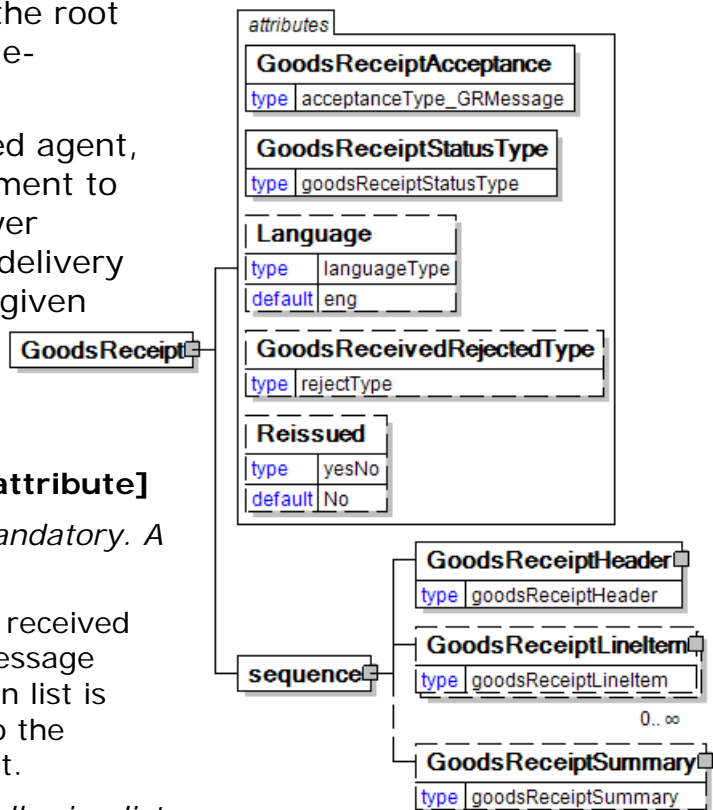 the root
e-
ed agent,
ment to
ver
delivery
given
attribute]
andatory. A
received
essage
n list is
o the
t.
attributes
GoodsReceiptAcceptance
type acceptanceType_GRMessage
GoodsReceiptStatusType
type goodsReceiptStatusType
Language
type languageType
default eng
GoodsReceipt
GoodsReceivedRejectedType
type rejectType
Reissued
type yesNo
default No
GoodsReceiptHeader
type goodsReceiptHeader
sequence
GoodsReceiptLineItem
type goodsReceiptLineItem
0.. ∞
GoodsReceiptSummary
type goodsReceiptSummary